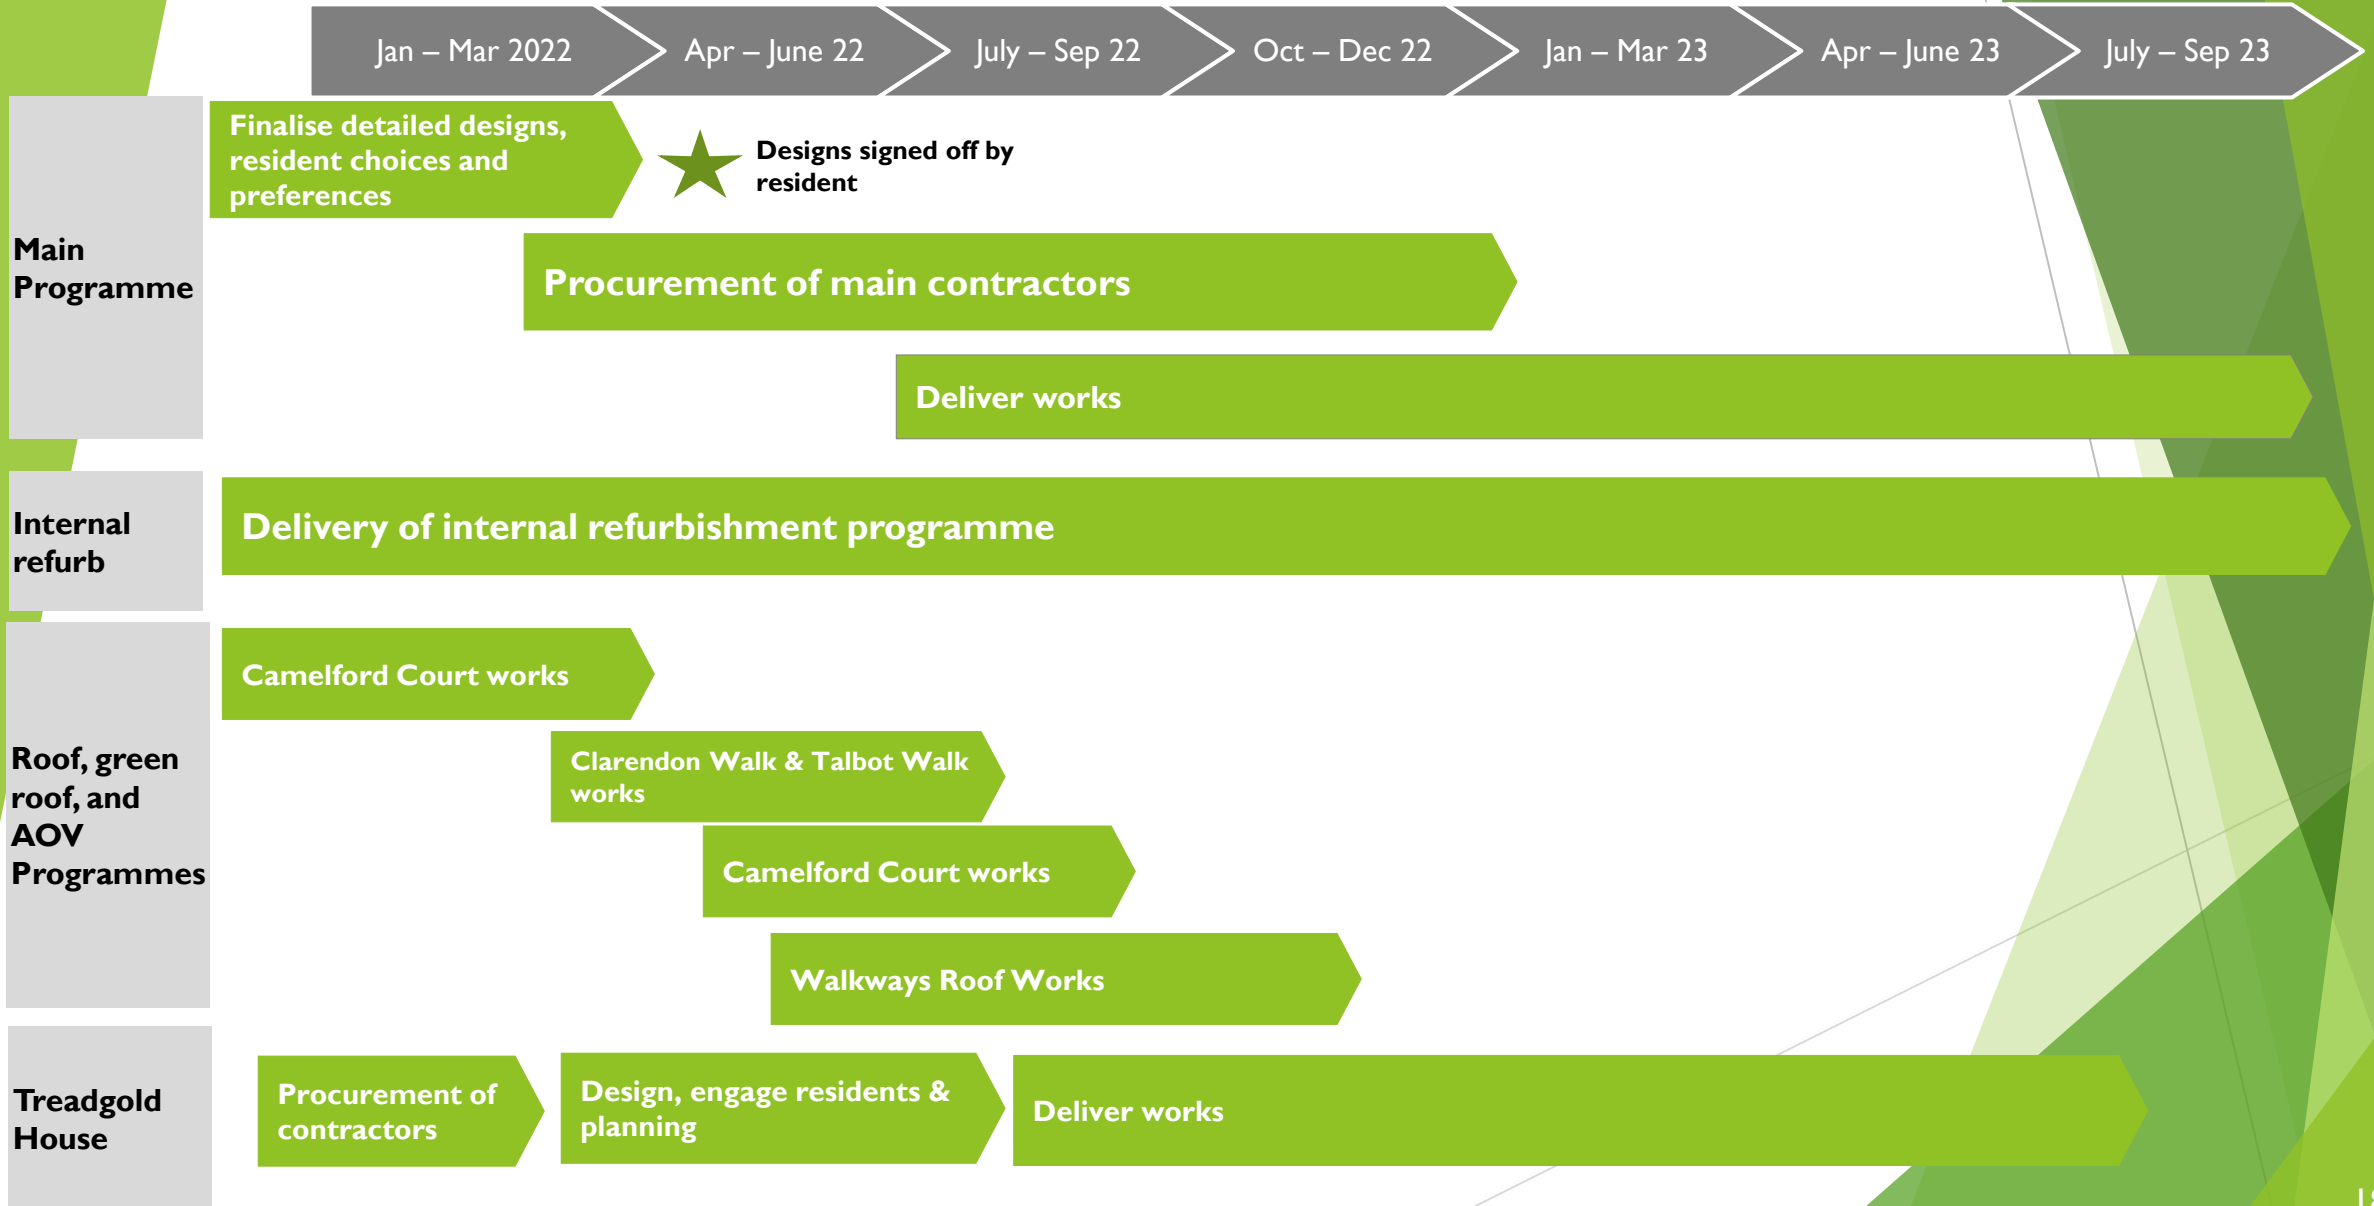 Jan – Mar 2022
Apr – June 22
July – Sep 22
Oct – Dec 22
Jan – Mar 23
Apr – June 23
July – Sep 23
Main
Programme
Finalise detailed designs,
resident choices and
preferences
Designs signed off by
resident
Procurement of main contractors
Deliver works
Internal
refurb
Delivery of internal refurbishment programme
Roof, green
roof, and
AOV
Programmes
Camelford Court works
Clarendon Walk & Talbot Walk
works
Camelford Court works
Walkways Roof Works
Treadgold
House
Procurement of
contractors
Design, engage residents &
planning
Deliver works